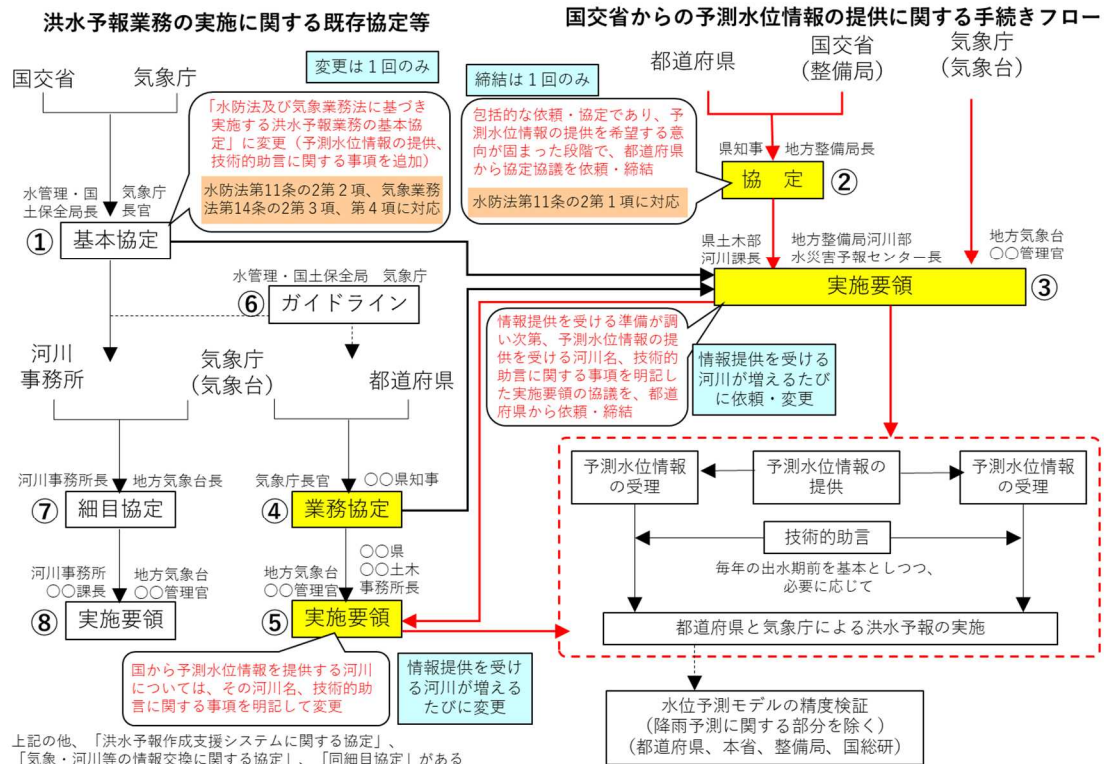 洪水予報業務の実施に関する既存協定等
国交省
気象庁
変更は１回のみ
「水防法及び気象業務法に基づき
実施する洪水予報業務の基本協
定」に変更（予測水位情報の提供、
技術的助言に関する事項を追加）
水防法第11条の2第２項、気象業務
法第14条の2第３項、第４項に対応
水管理・国
土保全局長
気象庁
長官
① 基本協定
水管理・国土保全局 気象庁
⑥ ガイドライン
河川
事務所
気象庁
（気象台）
都道府県
河川事務所長 地方気象台長
⑦ 細目協定
気象庁長官 〇〇県知事
④ 業務協定
河川事務所
〇〇課長
地方気象台
〇〇管理官
⑧ 実施要領
地方気象台
〇〇管理官
〇〇県
〇〇土木
事務所長
⑤ 実施要領
国から予測水位情報を提供する河川
については、その河川名、技術的助
言に関する事項を明記して変更
情報提供を受け
る河川が増える
たびに変更
上記の他、「洪水予報作成支援システムに関する協定」、
「気象・河川等の情報交換に関する協定」、「同細目協定」がある
国交省からの予測水位情報の提供に関する手続きフロー
都道府県
国交省
（整備局）
気象庁
（気象台）
締結は１回のみ
包括的な依頼・協定であり、予
測水位情報の提供を希望する意
向が固まった段階で、都道府県
から協定協議を依頼・締結
水防法第11条の2第１項に対応
県知事 地方整備局長
協　定 ②
県土木部
河川課長
地方整備局河川部
水災害予報センター長
地方気象台
〇〇管理官
実施要領 ③
情報提供を受ける準備が調
い次第、予測水位情報の提
供を受ける河川名、技術的
助言に関する事項を明記し
た実施要領の協議を、都道
府県から依頼・締結
情報提供を受ける
河川が増えるたび
に依頼・変更
予測水位情報
の受理
予測水位情報の
提供
予測水位情報
の受理
技術的助言
毎年の出水期前を基本としつつ、
必要に応じて
都道府県と気象庁による洪水予報の実施
水位予測モデルの精度検証
（降雨予測に関する部分を除く）
（都道府県、本省、整備局、国総研）